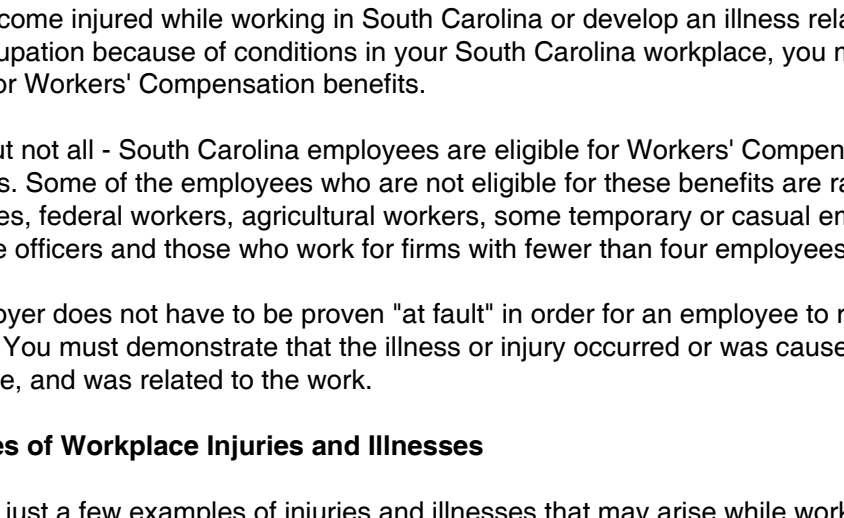 come injured while working in South Carolina or develop an illness rela
upation because of conditions in your South Carolina workplace, you m
or Workers' Compensation benefits.
ut not all - South Carolina employees are eligible for Workers' Compen
s. Some of the employees who are not eligible for these benefits are ra
es, federal workers, agricultural workers, some temporary or casual em
e officers and those who work for firms with fewer than four employees
oyer does not have to be proven "at fault" in order for an employee to r
You must demonstrate that the illness or injury occurred or was cause
e, and was related to the work.
es of Workplace Injuries and Illnesses
just a few examples of injuries and illnesses that may arise while work